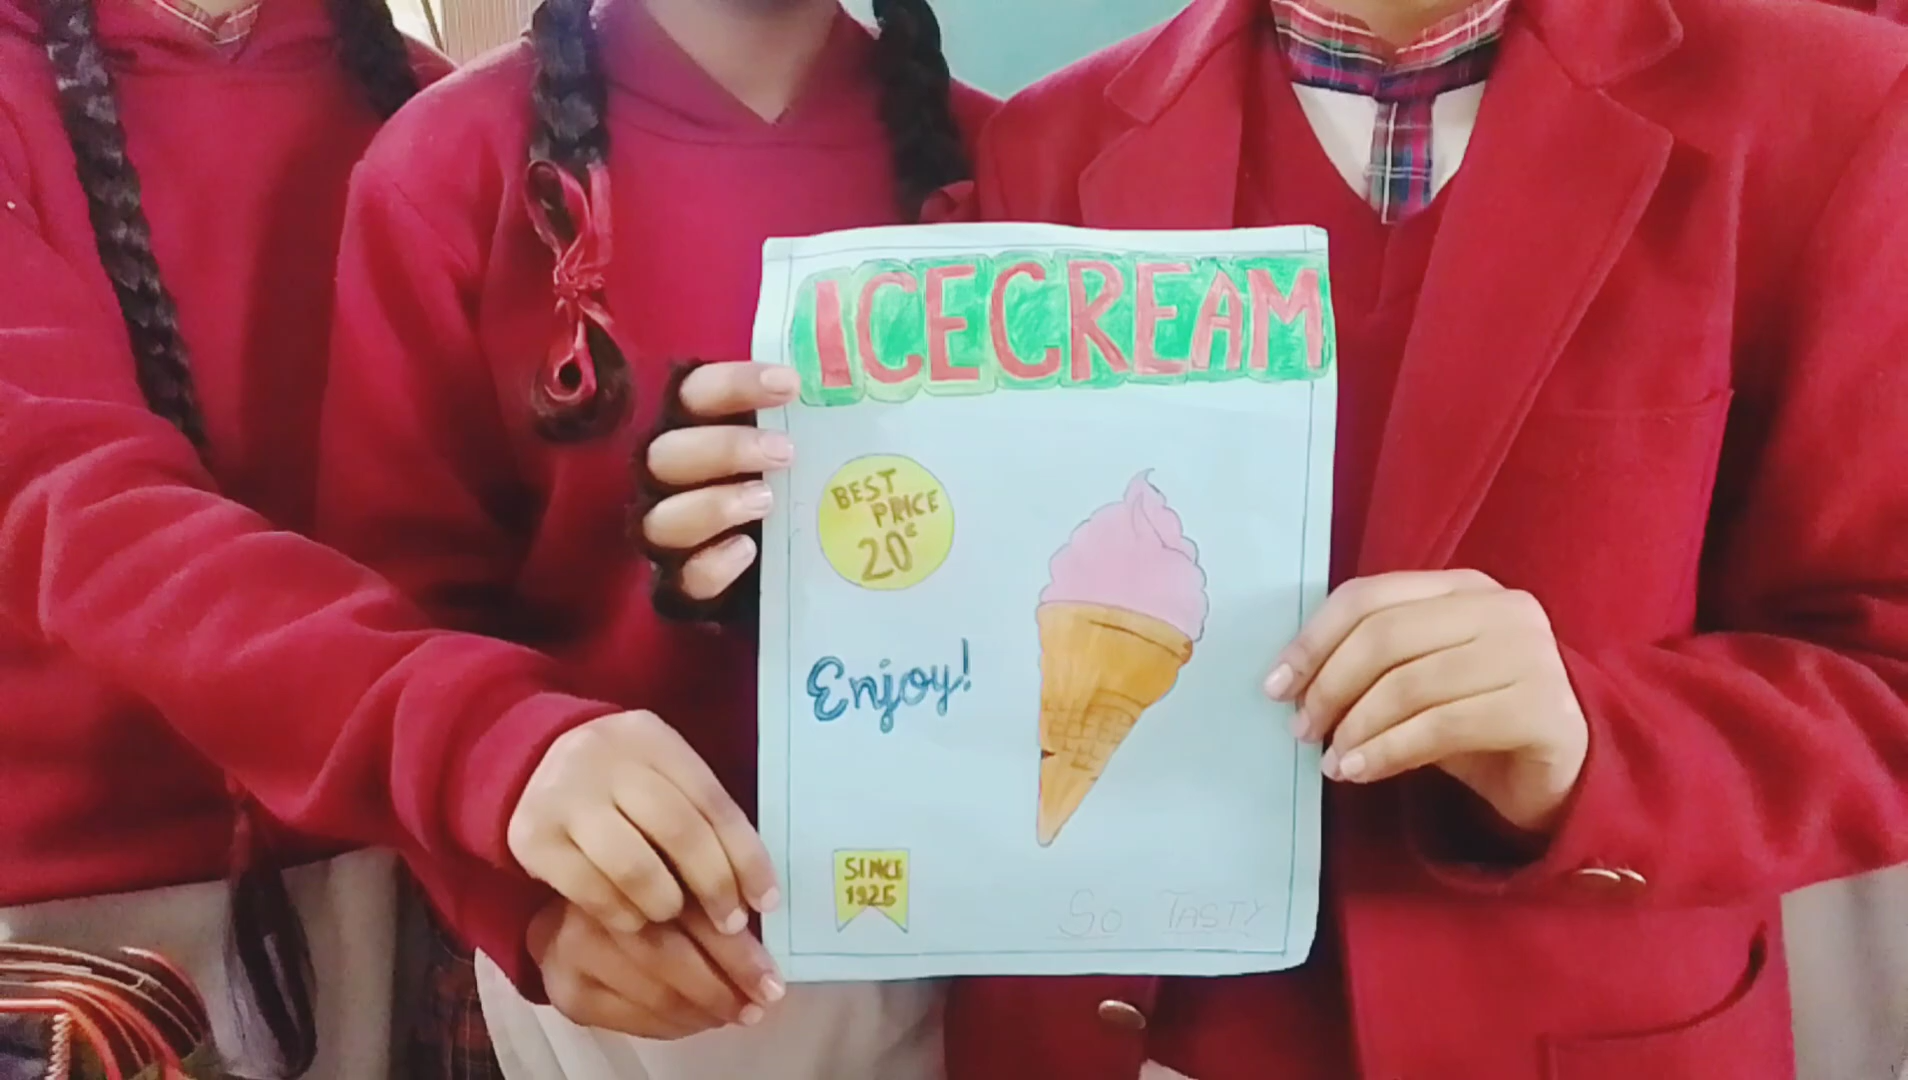 ICECREAM
BEST
PRICE
20¢
Enjoy!
SINCE
1925
So TASTY